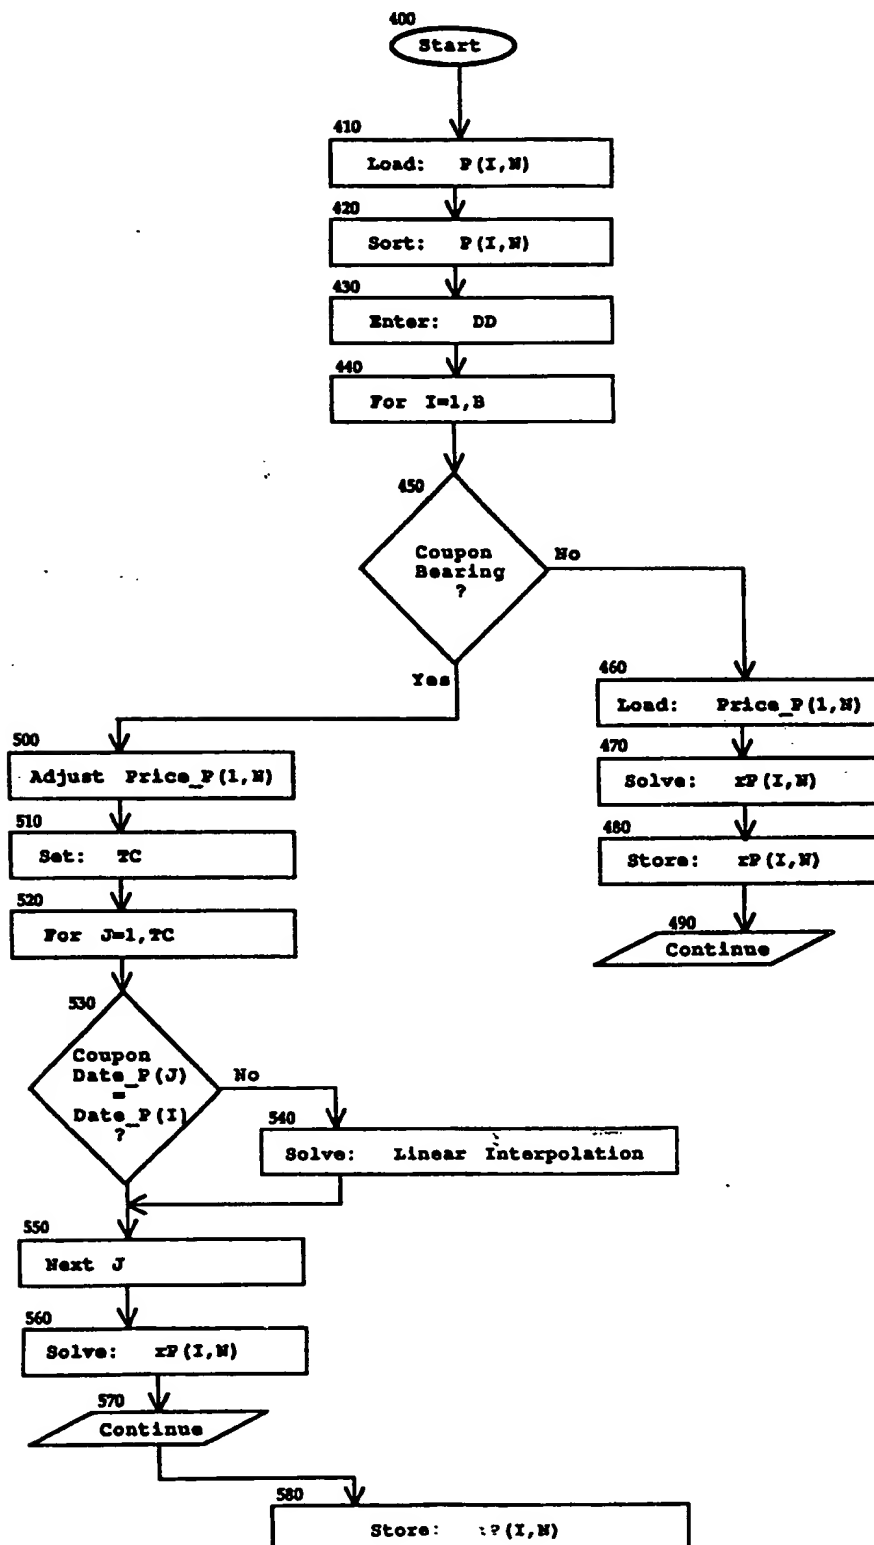 400
Start
410
Load: P(I,N)
420
Sort: P(I,N)
430
Enter: DD
440
For I=1,B
450
Coupon
Bearing
?
No
Yes
460
Load: Price_P(1,N)
470
Solve: rP(I,N)
480
Store: rP(I,N)
490
Continue
500
Adjust Price_P(1,N)
510
Set: TC
520
For J=1,TC
530
Coupon
Date_P(J)
=
Date_P(I)
?
No
540
Solve: Linear Interpolation
550
Next J
560
Solve: rP(I,N)
570
Continue
580
Store: (I,N)